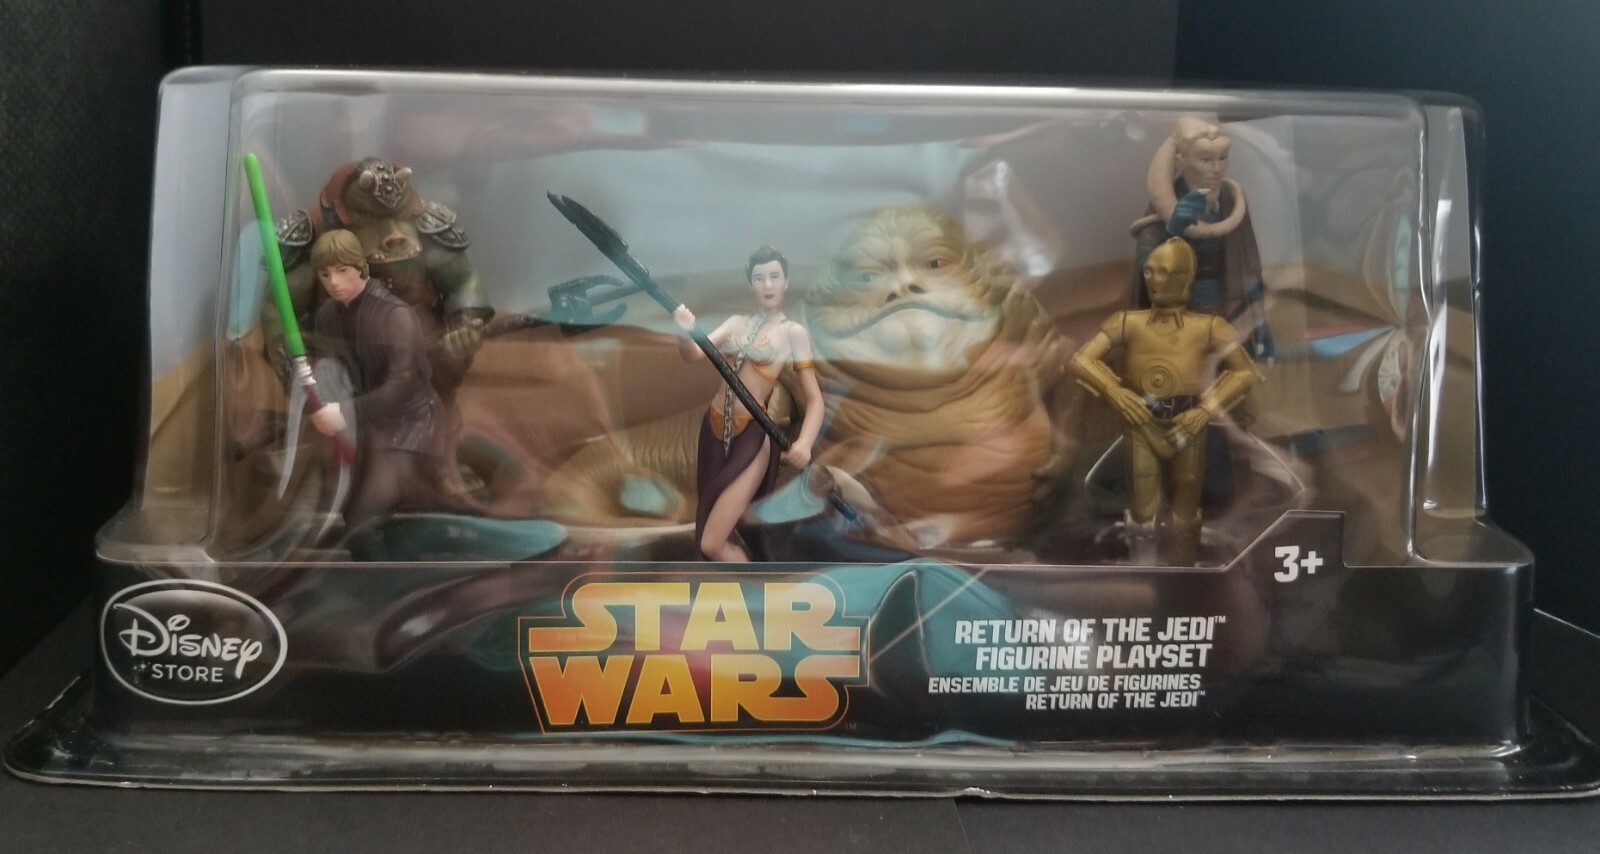 3+
Disney
STORE
STAR
WARS™
RETURN OF THE JEDI™
FIGURINE PLAYSET
ENSEMBLE DE JEU DE FIGURINES
RETURN OF THE JEDI™